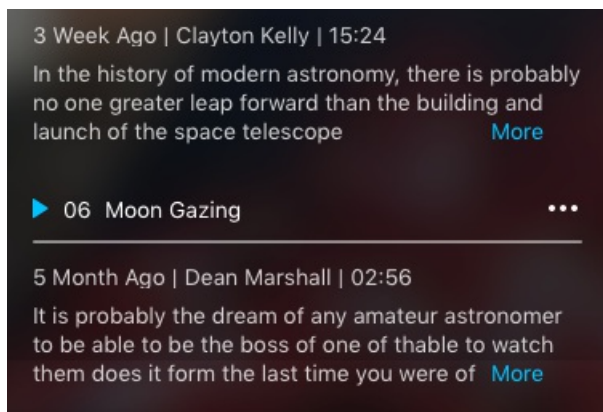 3 Week Ago | Clayton Kelly | 15:24
In the history of modern astronomy, there is probably
no one greater leap forward than the building and
launch of the space telescope More
06 Moon Gazing
5 Month Ago | Dean Marshall | 02:56
It is probably the dream of any amateur astronomer
to be able to be the boss of one of thable to watch
them does it form the last time you were of More